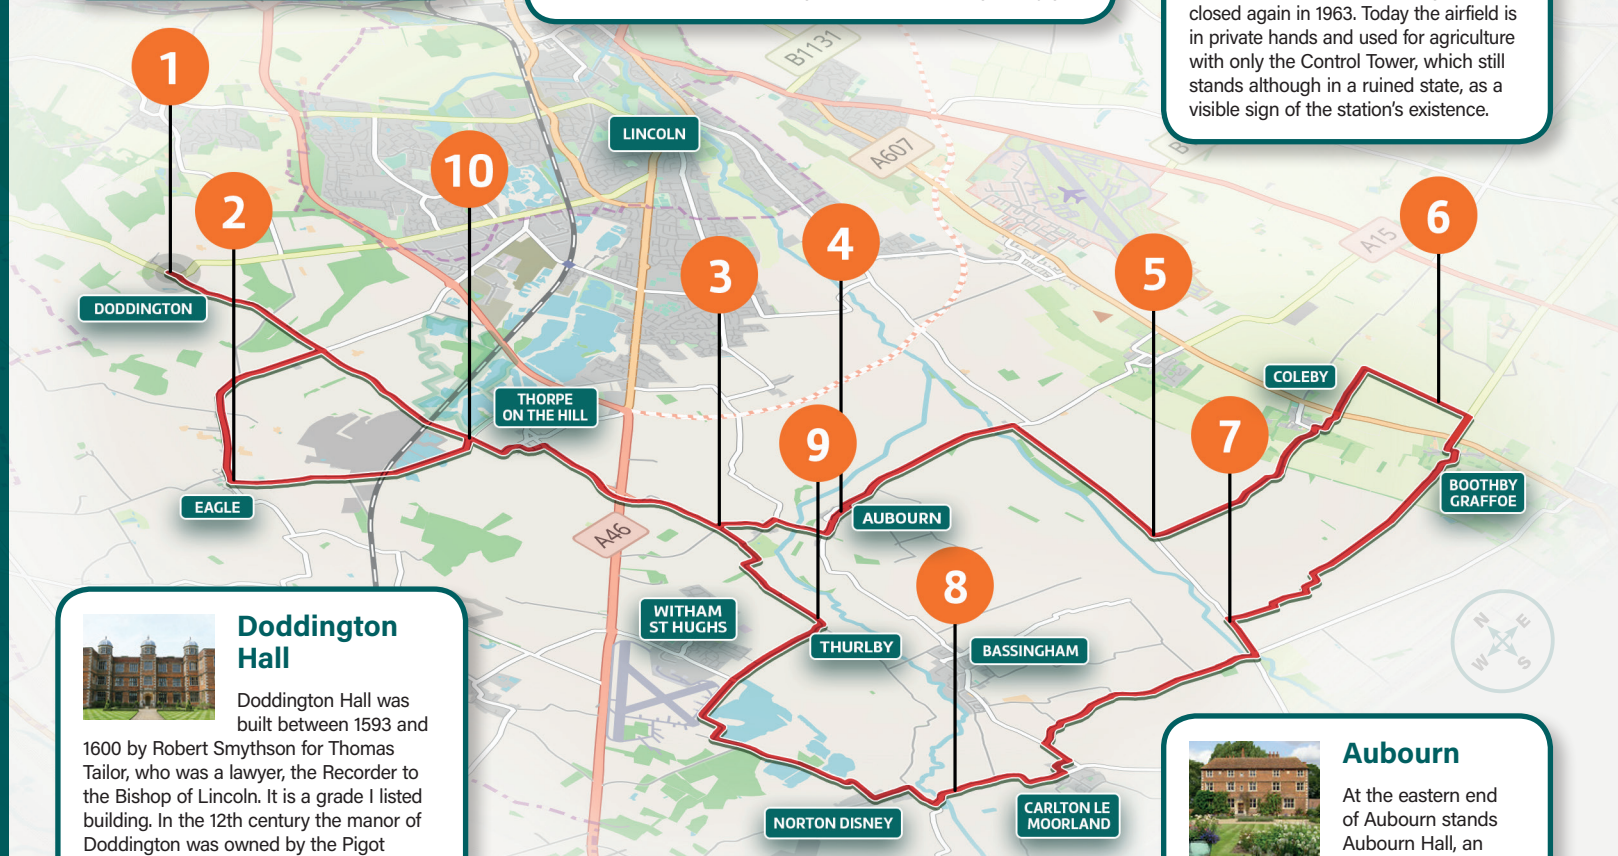 closed again in 1963. Today the airfield is
in private hands and used for agriculture
with only the Control Tower, which still
stands although in a ruined state, as a
visible sign of the station's existence.
1
2
10
3
4
5
6
7
8
9
B1131
A607
A15
A46
LINCOLN
DODDINGTON
THORPE
ON THE HILL
EAGLE
COLEBY
BOOTHBY
GRAFFOE
AUBOURN
WITHAM
ST HUGHS
THURLBY
BASSINGHAM
NORTON DISNEY
CARLTON LE
MOORLAND
N
E
S
W
Doddington
Hall
Doddington Hall was
built between 1593 and
1600 by Robert Smythson for Thomas
Tailor, who was a lawyer, the Recorder to
the Bishop of Lincoln. It is a grade I listed
building. In the 12th century the manor of
Doddington was owned by the Pigot
Aubourn
At the eastern end
of Aubourn stands
Aubourn Hall, an